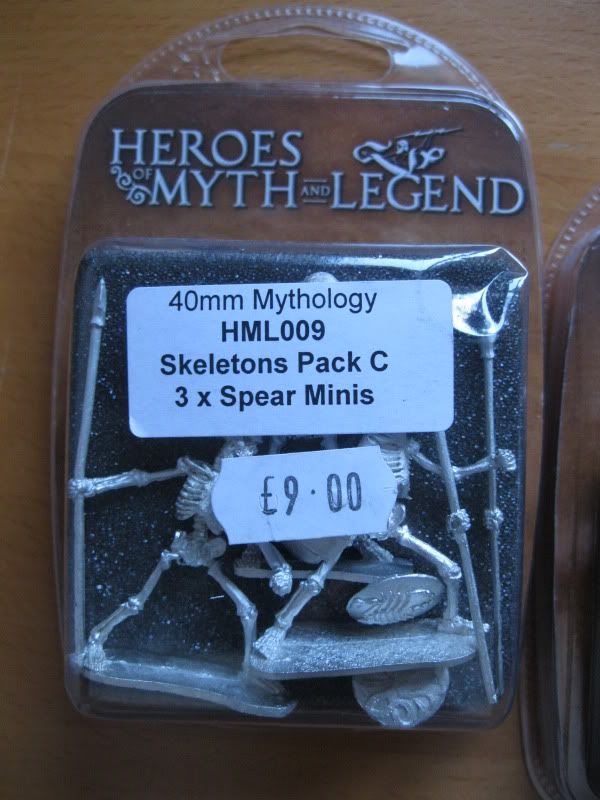 HEROES
OF MYTH AND LEGEND
40mm Mythology
HML009
Skeletons Pack C
3 x Spear Minis
£9.00